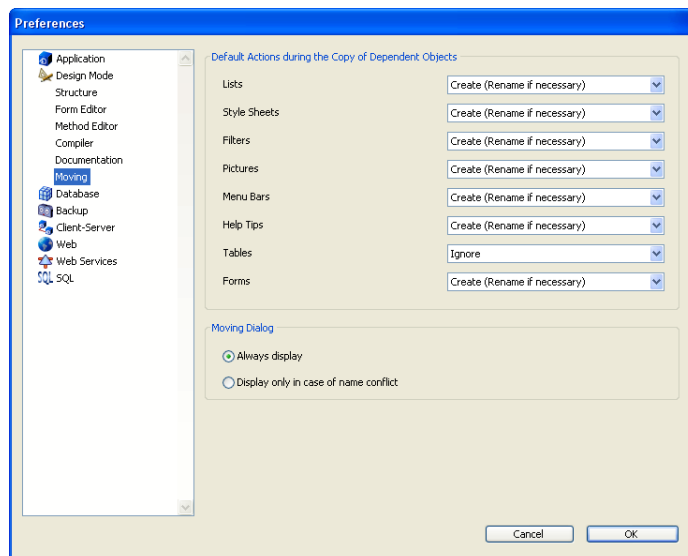 Preferences
Application
Design Mode
Structure
Form Editor
Method Editor
Compiler
Documentation
Moving
Database
Backup
Client-Server
Web
Web Services
SQL SQL
Default Actions during the Copy of Dependent Objects
Lists Create (Rename if necessary)
Style Sheets Create (Rename if necessary)
Filters Create (Rename if necessary)
Pictures Create (Rename if necessary)
Menu Bars Create (Rename if necessary)
Help Tips Create (Rename if necessary)
Tables Ignore
Forms Create (Rename if necessary)
Moving Dialog
Always display
Display only in case of name conflict
Cancel OK